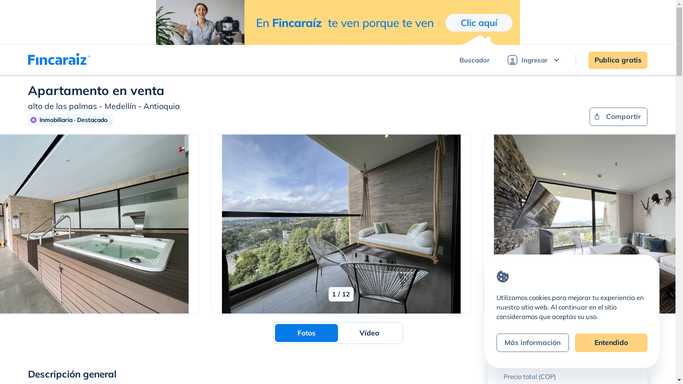 En Fincaraíz te ven porque te ven
Clic aquí
Fincaraíz
Buscador
Ingresar
Publica gratis
Apartamento en venta
alto de las palmas - Medellín - Antioquia
Inmobiliaria · Destacado
Compartir
1 / 12
Fotos
Vídeo
Utilizamos cookies para mejorar tu experiencia en
nuestro sitio web. Al continuar en el sitio
consideramos que aceptas su uso.
Más información
Entendido
Descripción general
Precio total (COP)